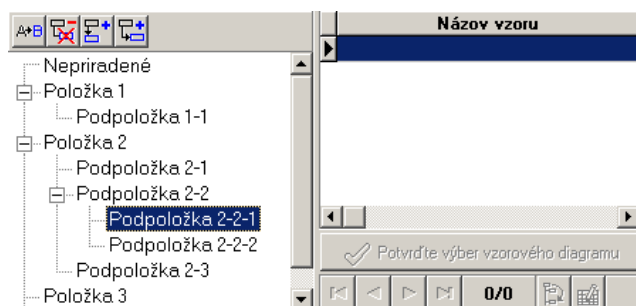 A→B
Názov vzoru
Nepriradené
Položka 1
Podpoložka 1-1
Položka 2
Podpoložka 2-1
Podpoložka 2-2
Podpoložka 2-2-1
Podpoložka 2-2-2
Podpoložka 2-3
Položka 3
Potvrďte výber vzorového diagramu
0/0